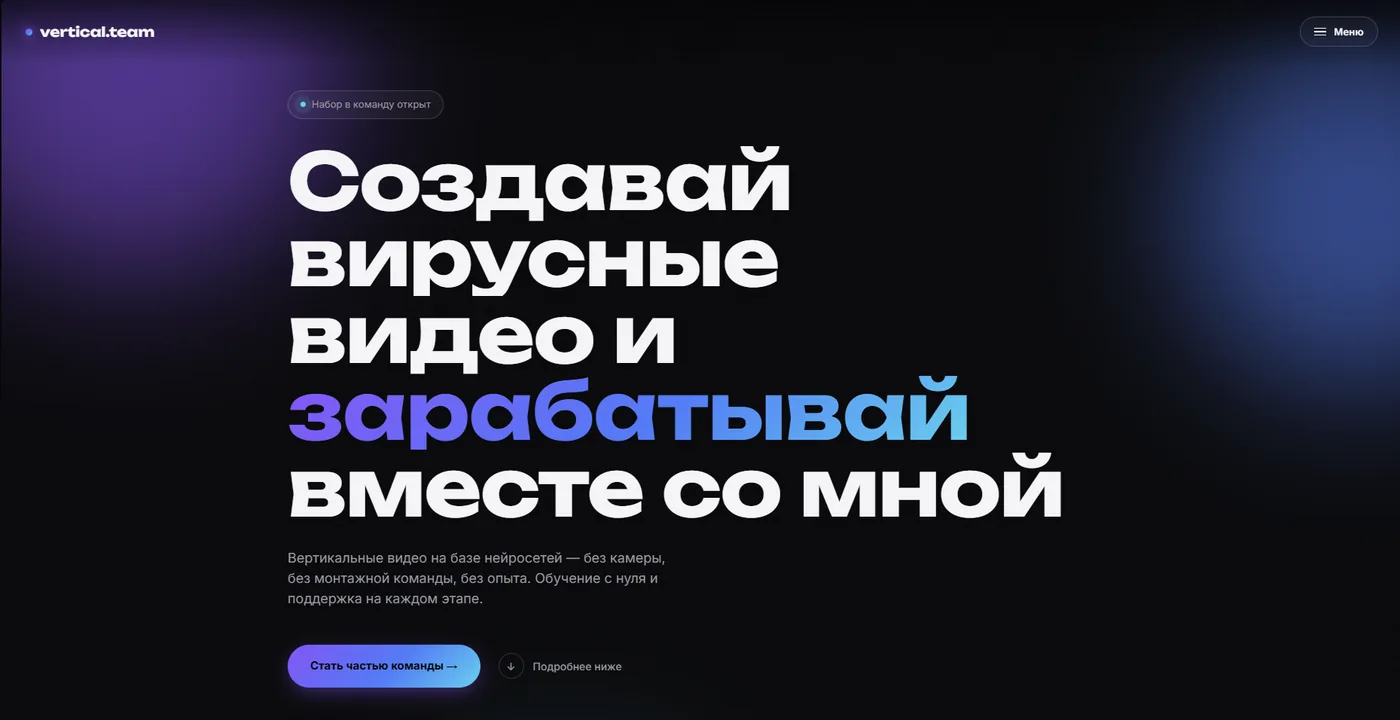 vertical.team
Меню
Набор в команду открыт
Создавай
вирусные
видео и
зарабатывай
вместе со мной
Вертикальные видео на базе нейросетей — без камеры,
без монтажной команды, без опыта. Обучение с нуля и
поддержка на каждом этапе.
Стать частью команды →
↓ Подробнее ниже